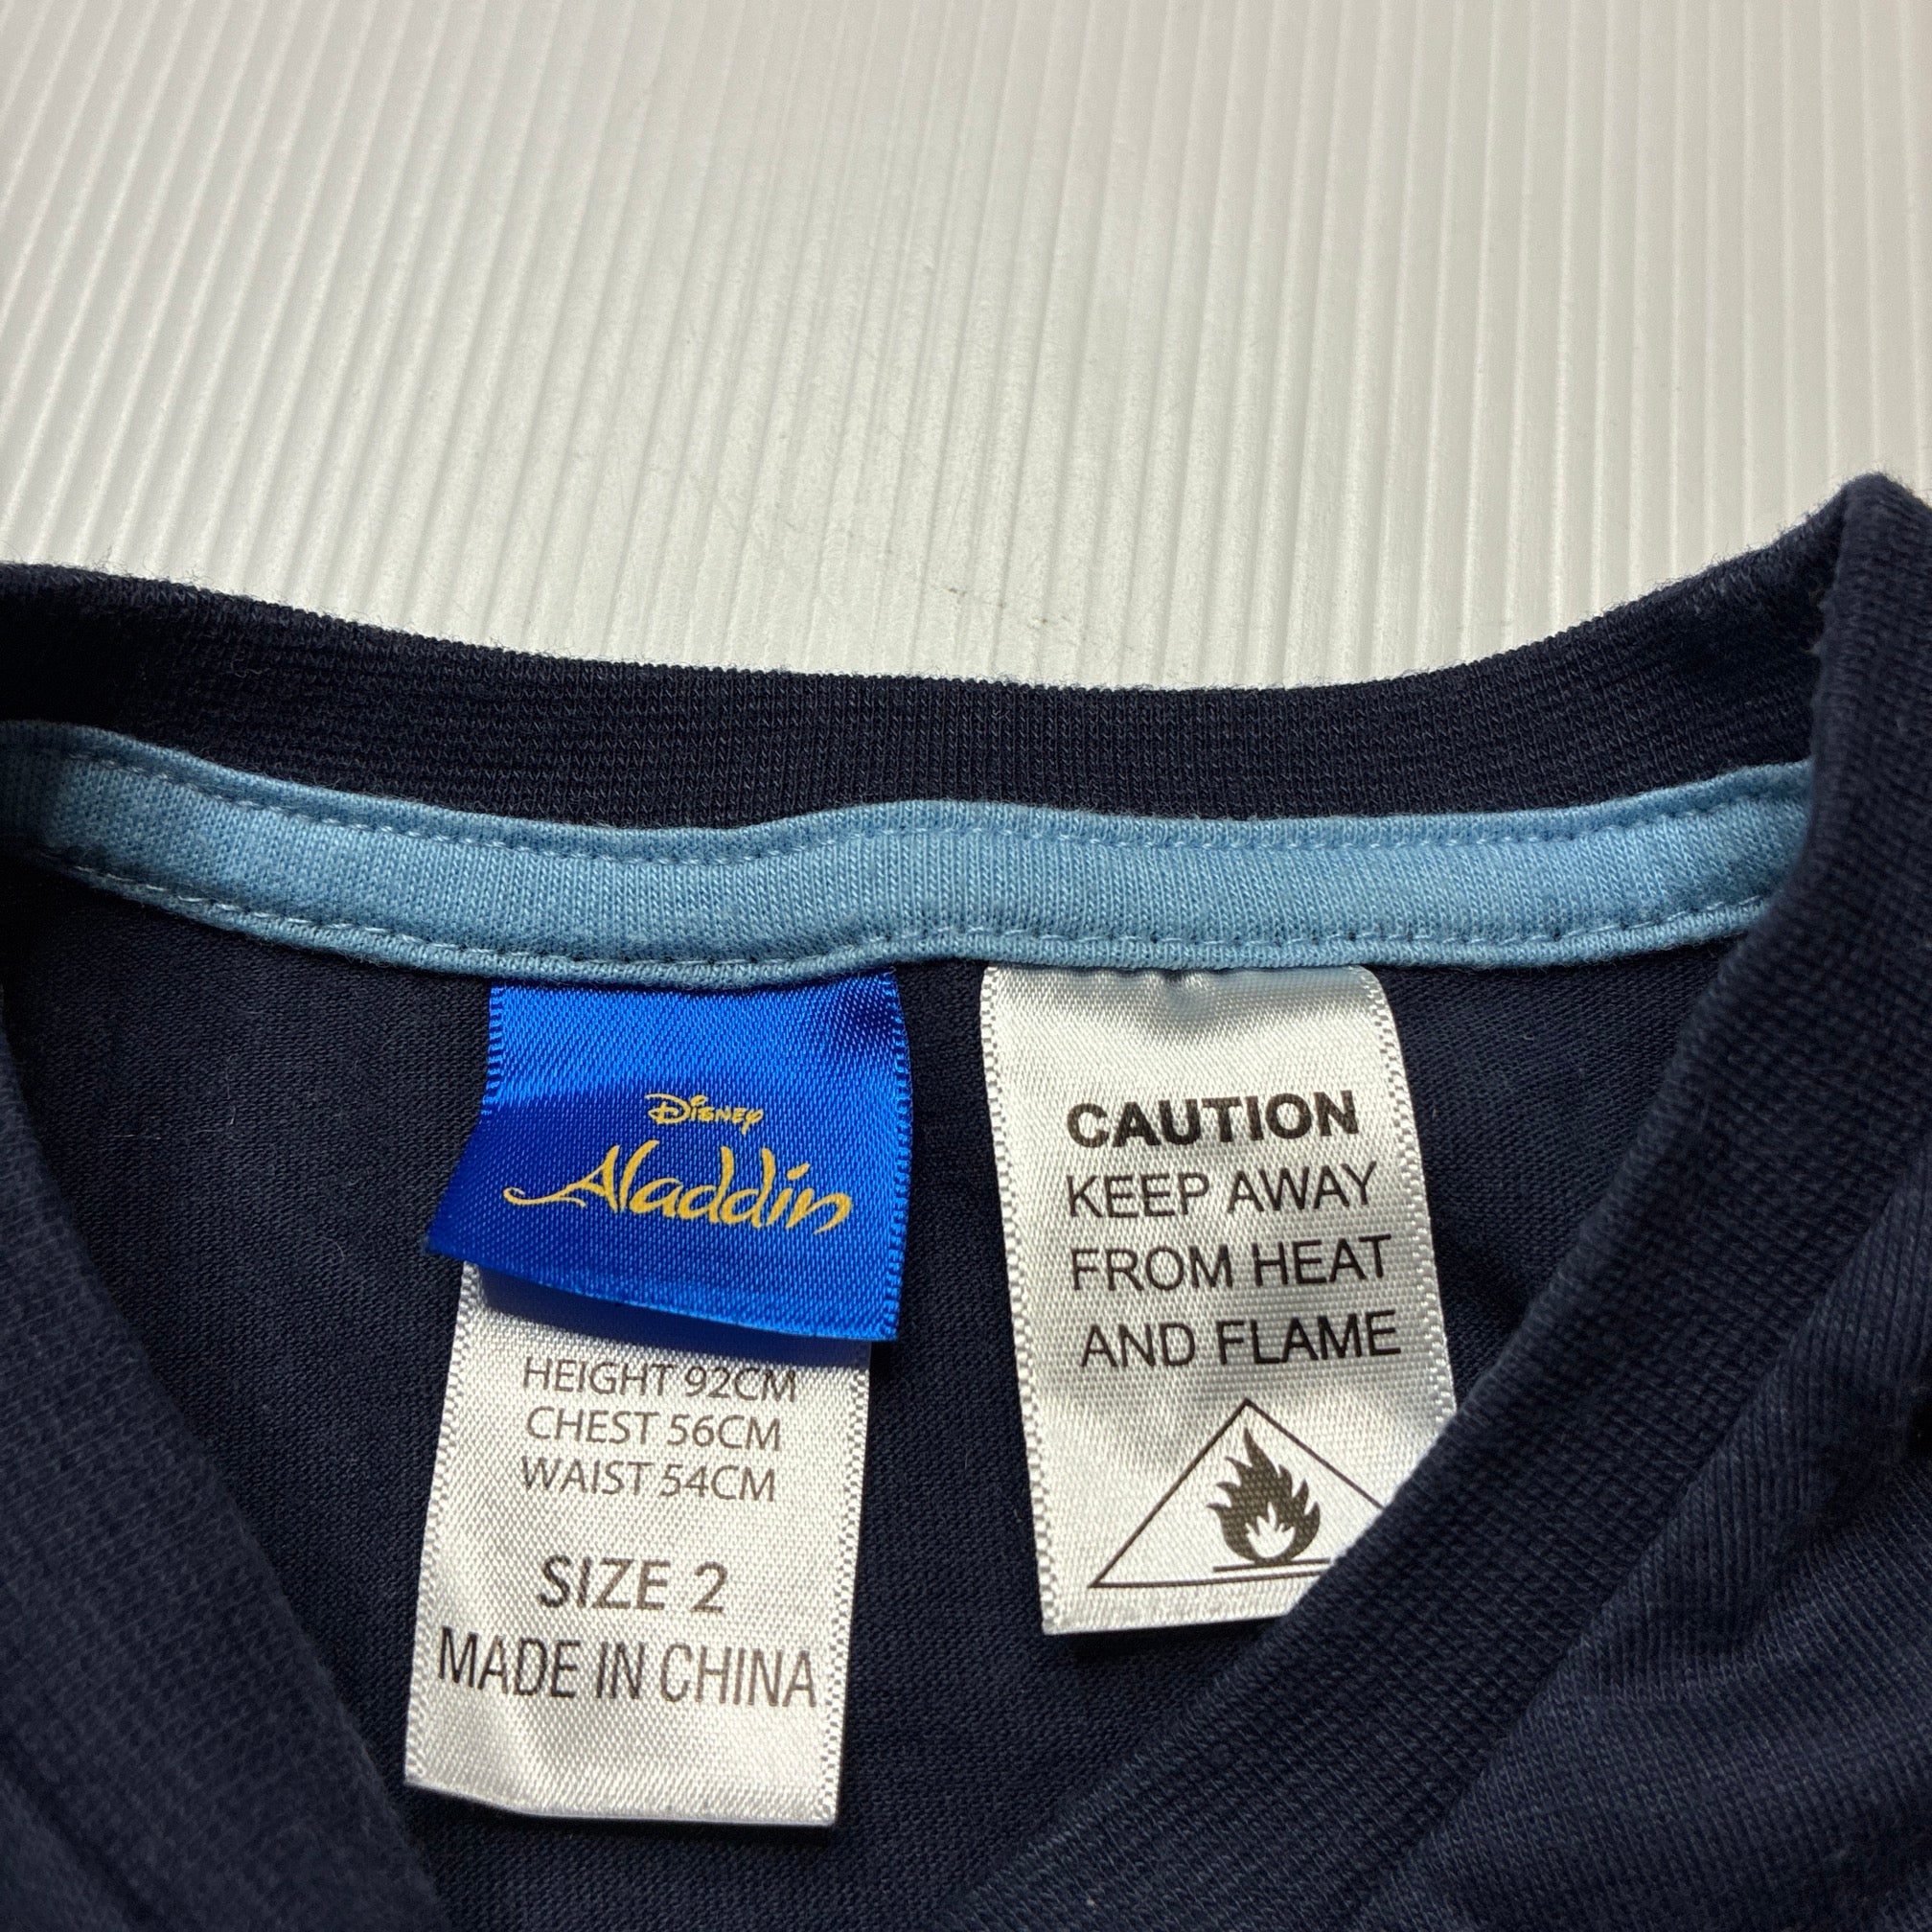 DISNEY
Aladdin
HEIGHT 92CM
CHEST 56CM
WAIST 54CM
SIZE 2
MADE IN CHINA
CAUTION
KEEP AWAY
FROM HEAT
AND FLAME